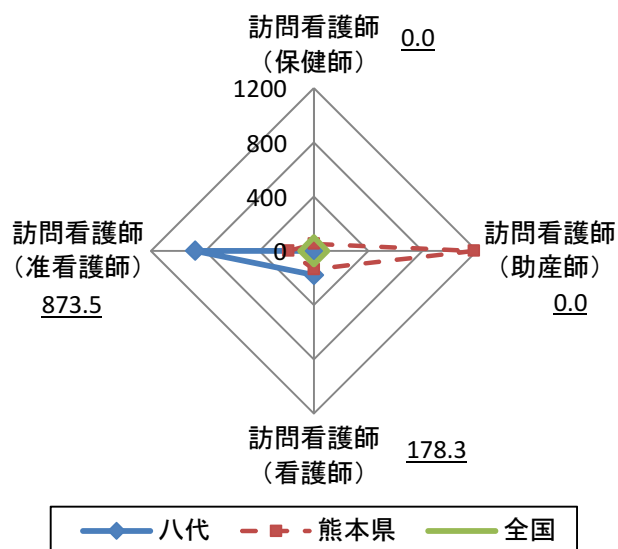 訪問看護師
（保健師）
0.0
1200
800
400
0
訪問看護師
（准看護師）
873.5
訪問看護師
（助産師）
0.0
訪問看護師
（看護師）
178.3
八代
熊本県
全国